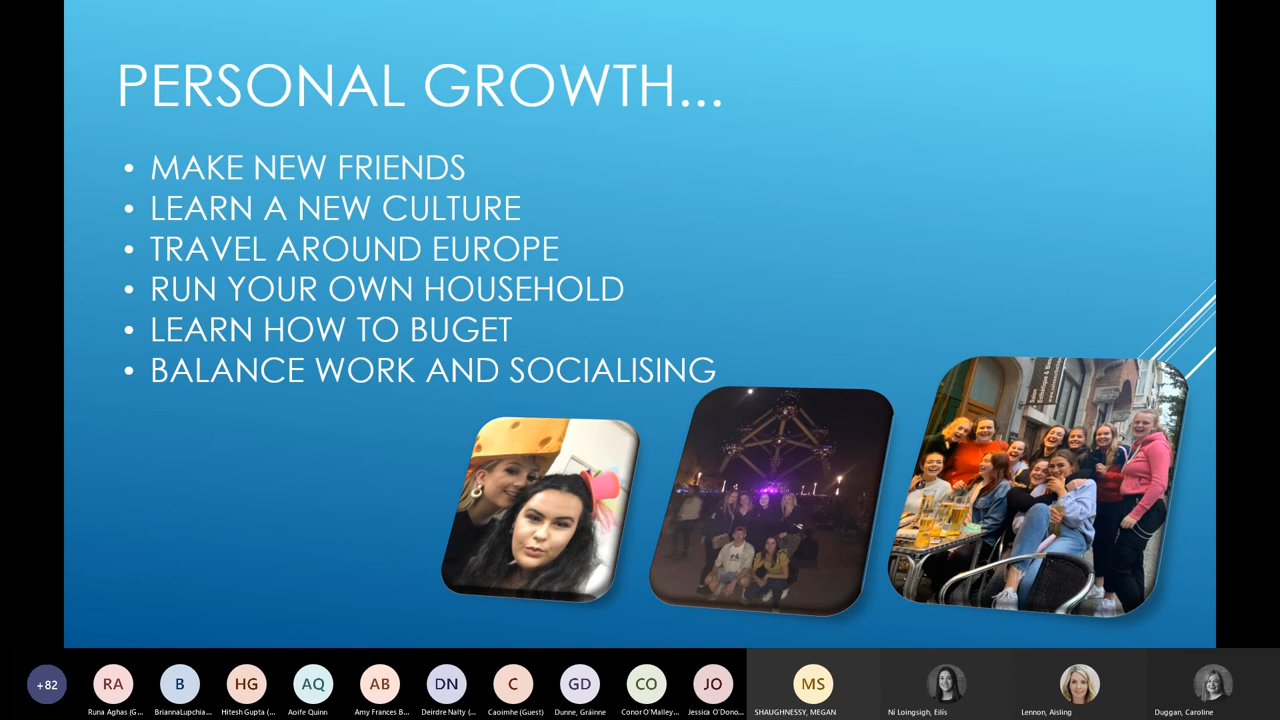 PERSONAL GROWTH...
• MAKE NEW FRIENDS
• LEARN A NEW CULTURE
• TRAVEL AROUND EUROPE
• RUN YOUR OWN HOUSEHOLD
• LEARN HOW TO BUGET
• BALANCE WORK AND SOCIALISING
+82
RA
B
HG
AQ
AB
DN
C
GD
CO
JO
MS
Runa Aghas (G...
BriannaLupchia...
Hitesh Gupta (...
Aoife Quinn
Amy Frances B...
Deirdre Nalty (...
Caoimhe (Guest)
Dunne, Gráinne
Conor O'Malley...
Jessica O'Dono...
SHAUGHNESSY, MEGAN
Ní Loingsigh, Eilís
Lennon, Aisling
Duggan, Caroline